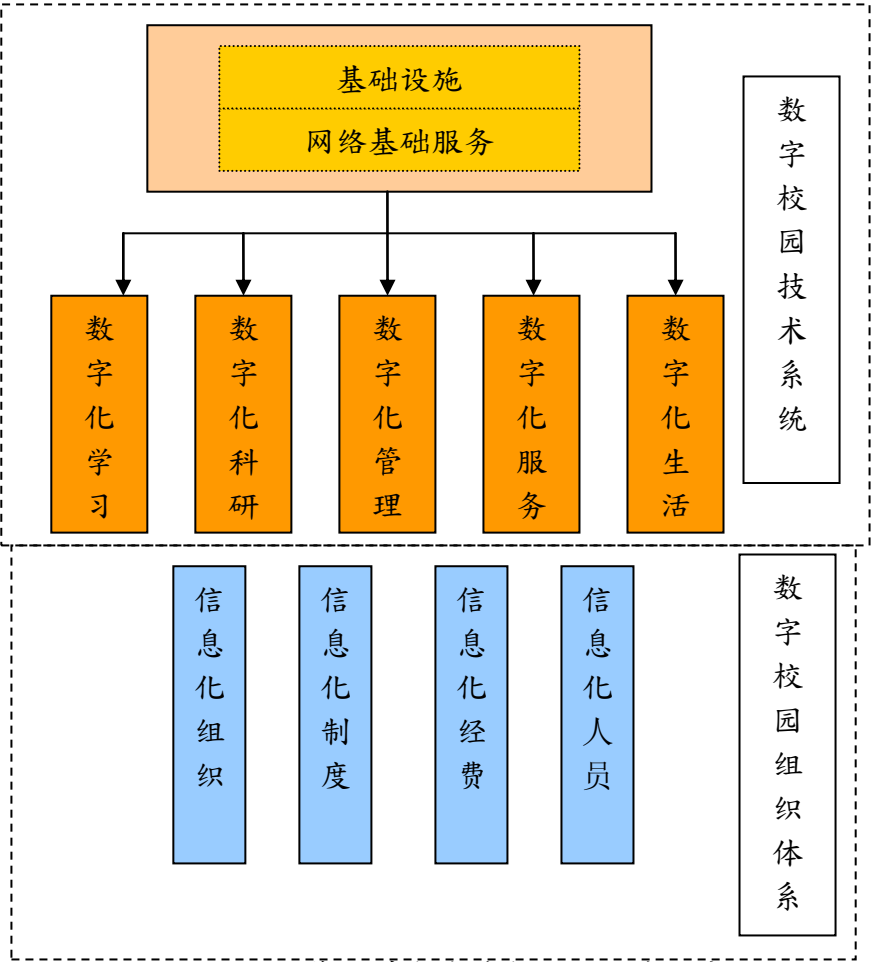 基础设施
网络基础服务
数字校园技术系统
数字化学习
数字化科研
数字化管理
数字化服务
数字化生活
信息化组织
信息化制度
信息化经费
信息化人员
数字校园组织体系